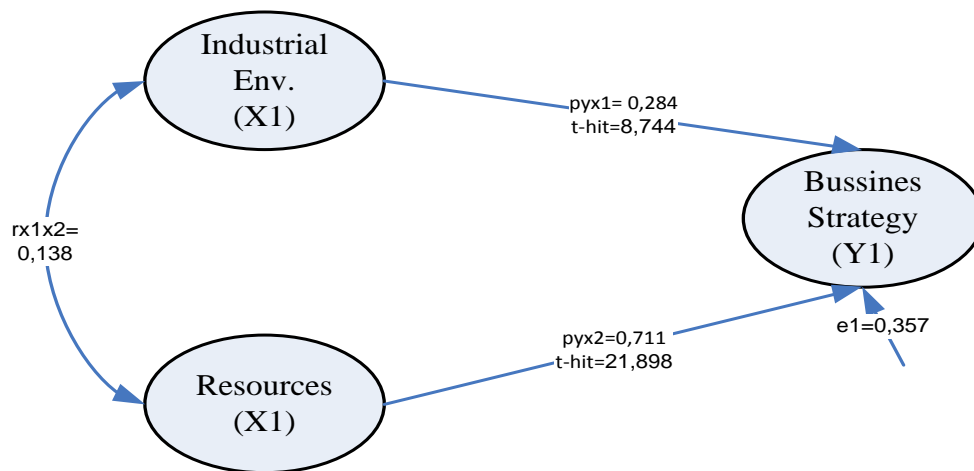 Industrial
Env.
(X1)
pyx1= 0,284
t-hit=8,744
Bussines
Strategy
(Y1)
rx1x2=
0,138
e1=0,357
pyx2=0,711
t-hit=21,898
Resources
(X1)